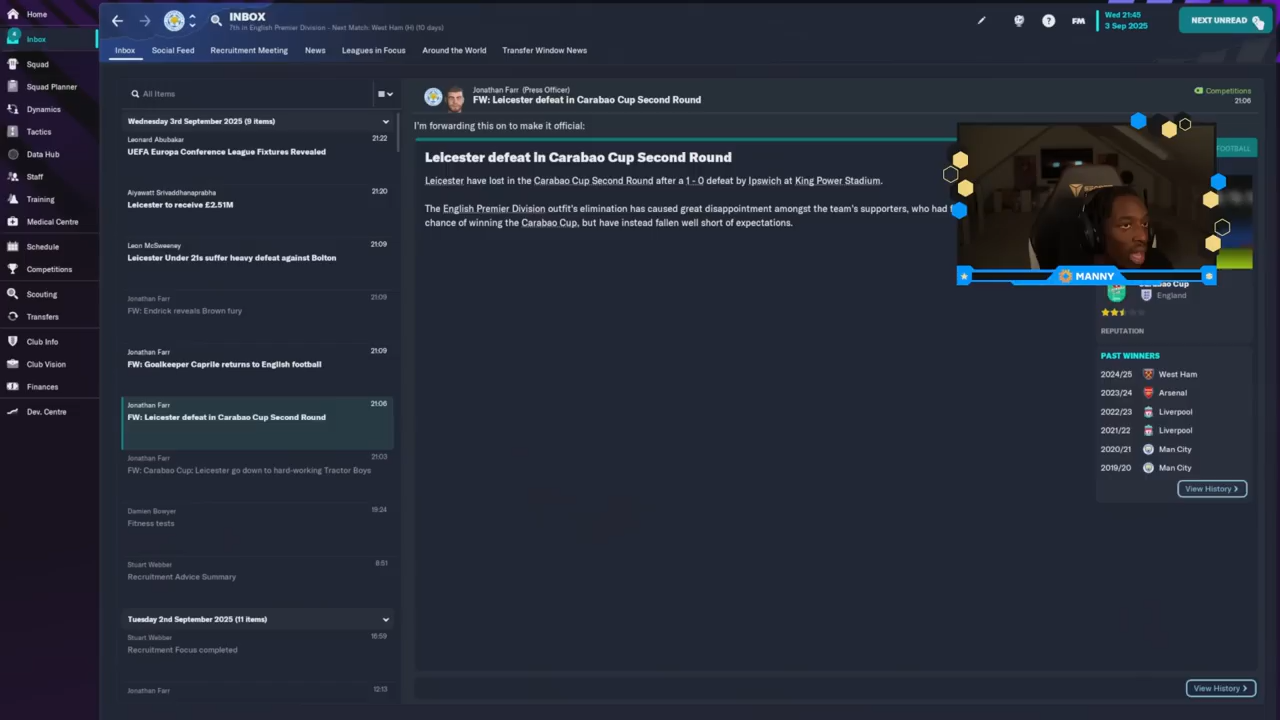 Home
Inbox
Squad
Squad Planner
Dynamics
Tactics
Data Hub
Staff
Training
Medical Centre
Schedule
Competitions
Scouting
Transfers
Club Info
Club Vision
Finances
Dev. Centre
INBOX
7th in English Premier Division - Next Match: West Ham (H) (10 days)
FM
Wed 21:45
3 Sep 2025
NEXT UNREAD
Inbox
Social Feed
Recruitment Meeting
News
Leagues in Focus
Around the World
Transfer Window News
All Items
Wednesday 3rd September 2025 (9 items)
Leonard Abubakar
21:22
UEFA Europa Conference League Fixtures Revealed
Aiyawatt Srivaddhanaprabha
21:20
Leicester to receive £2.51M
Leon McSweeney
21:09
Leicester Under 21s suffer heavy defeat against Bolton
Jonathan Farr
21:09
FW: Endrick reveals Brown fury
Jonathan Farr
21:09
FW: Goalkeeper Caprile returns to English football
Jonathan Farr
21:06
FW: Leicester defeat in Carabao Cup Second Round
Jonathan Farr
21:03
FW: Carabao Cup: Leicester go down to hard-working Tractor Boys
Damien Bowyer
19:24
Fitness tests
Stuart Webber
8:51
Recruitment Advice Summary
Tuesday 2nd September 2025 (11 items)
Stuart Webber
16:59
Recruitment Focus completed
Jonathan Farr
12:13
Jonathan Farr (Press Officer)
FW: Leicester defeat in Carabao Cup Second Round
Competitions
21:06
I'm forwarding this on to make it official:
FOOTBALL
Leicester defeat in Carabao Cup Second Round
Leicester have lost in the Carabao Cup Second Round after a 1 - 0 defeat by Ipswich at King Power Stadium.
The English Premier Division outfit's elimination has caused great disappointment amongst the team's supporters, who had
chance of winning the Carabao Cup, but have instead fallen well short of expectations.
MANNY
Carabao Cup
England
REPUTATION
PAST WINNERS
2024/25 West Ham
2023/24 Arsenal
2022/23 Liverpool
2021/22 Liverpool
2020/21 Man City
2019/20 Man City
View History
View History